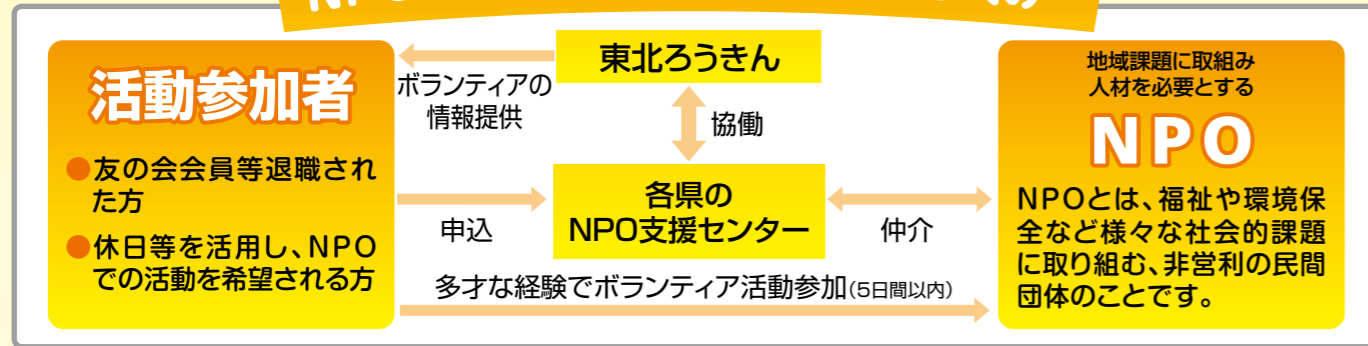 NPO
活動参加者
●友の会会員等退職され
た方
●休日等を活用し、NPO
での活動を希望される方
ボランティアの
情報提供
東北ろうきん
協働
申込
各県の
NPO支援センター
仲介
多才な経験でボランティア活動参加(5日間以内)
地域課題に取組み
人材を必要とする
NPO
NPOとは、福祉や環境保
全など様々な社会的課題
に取り組む、非営利の民間
団体のことです。